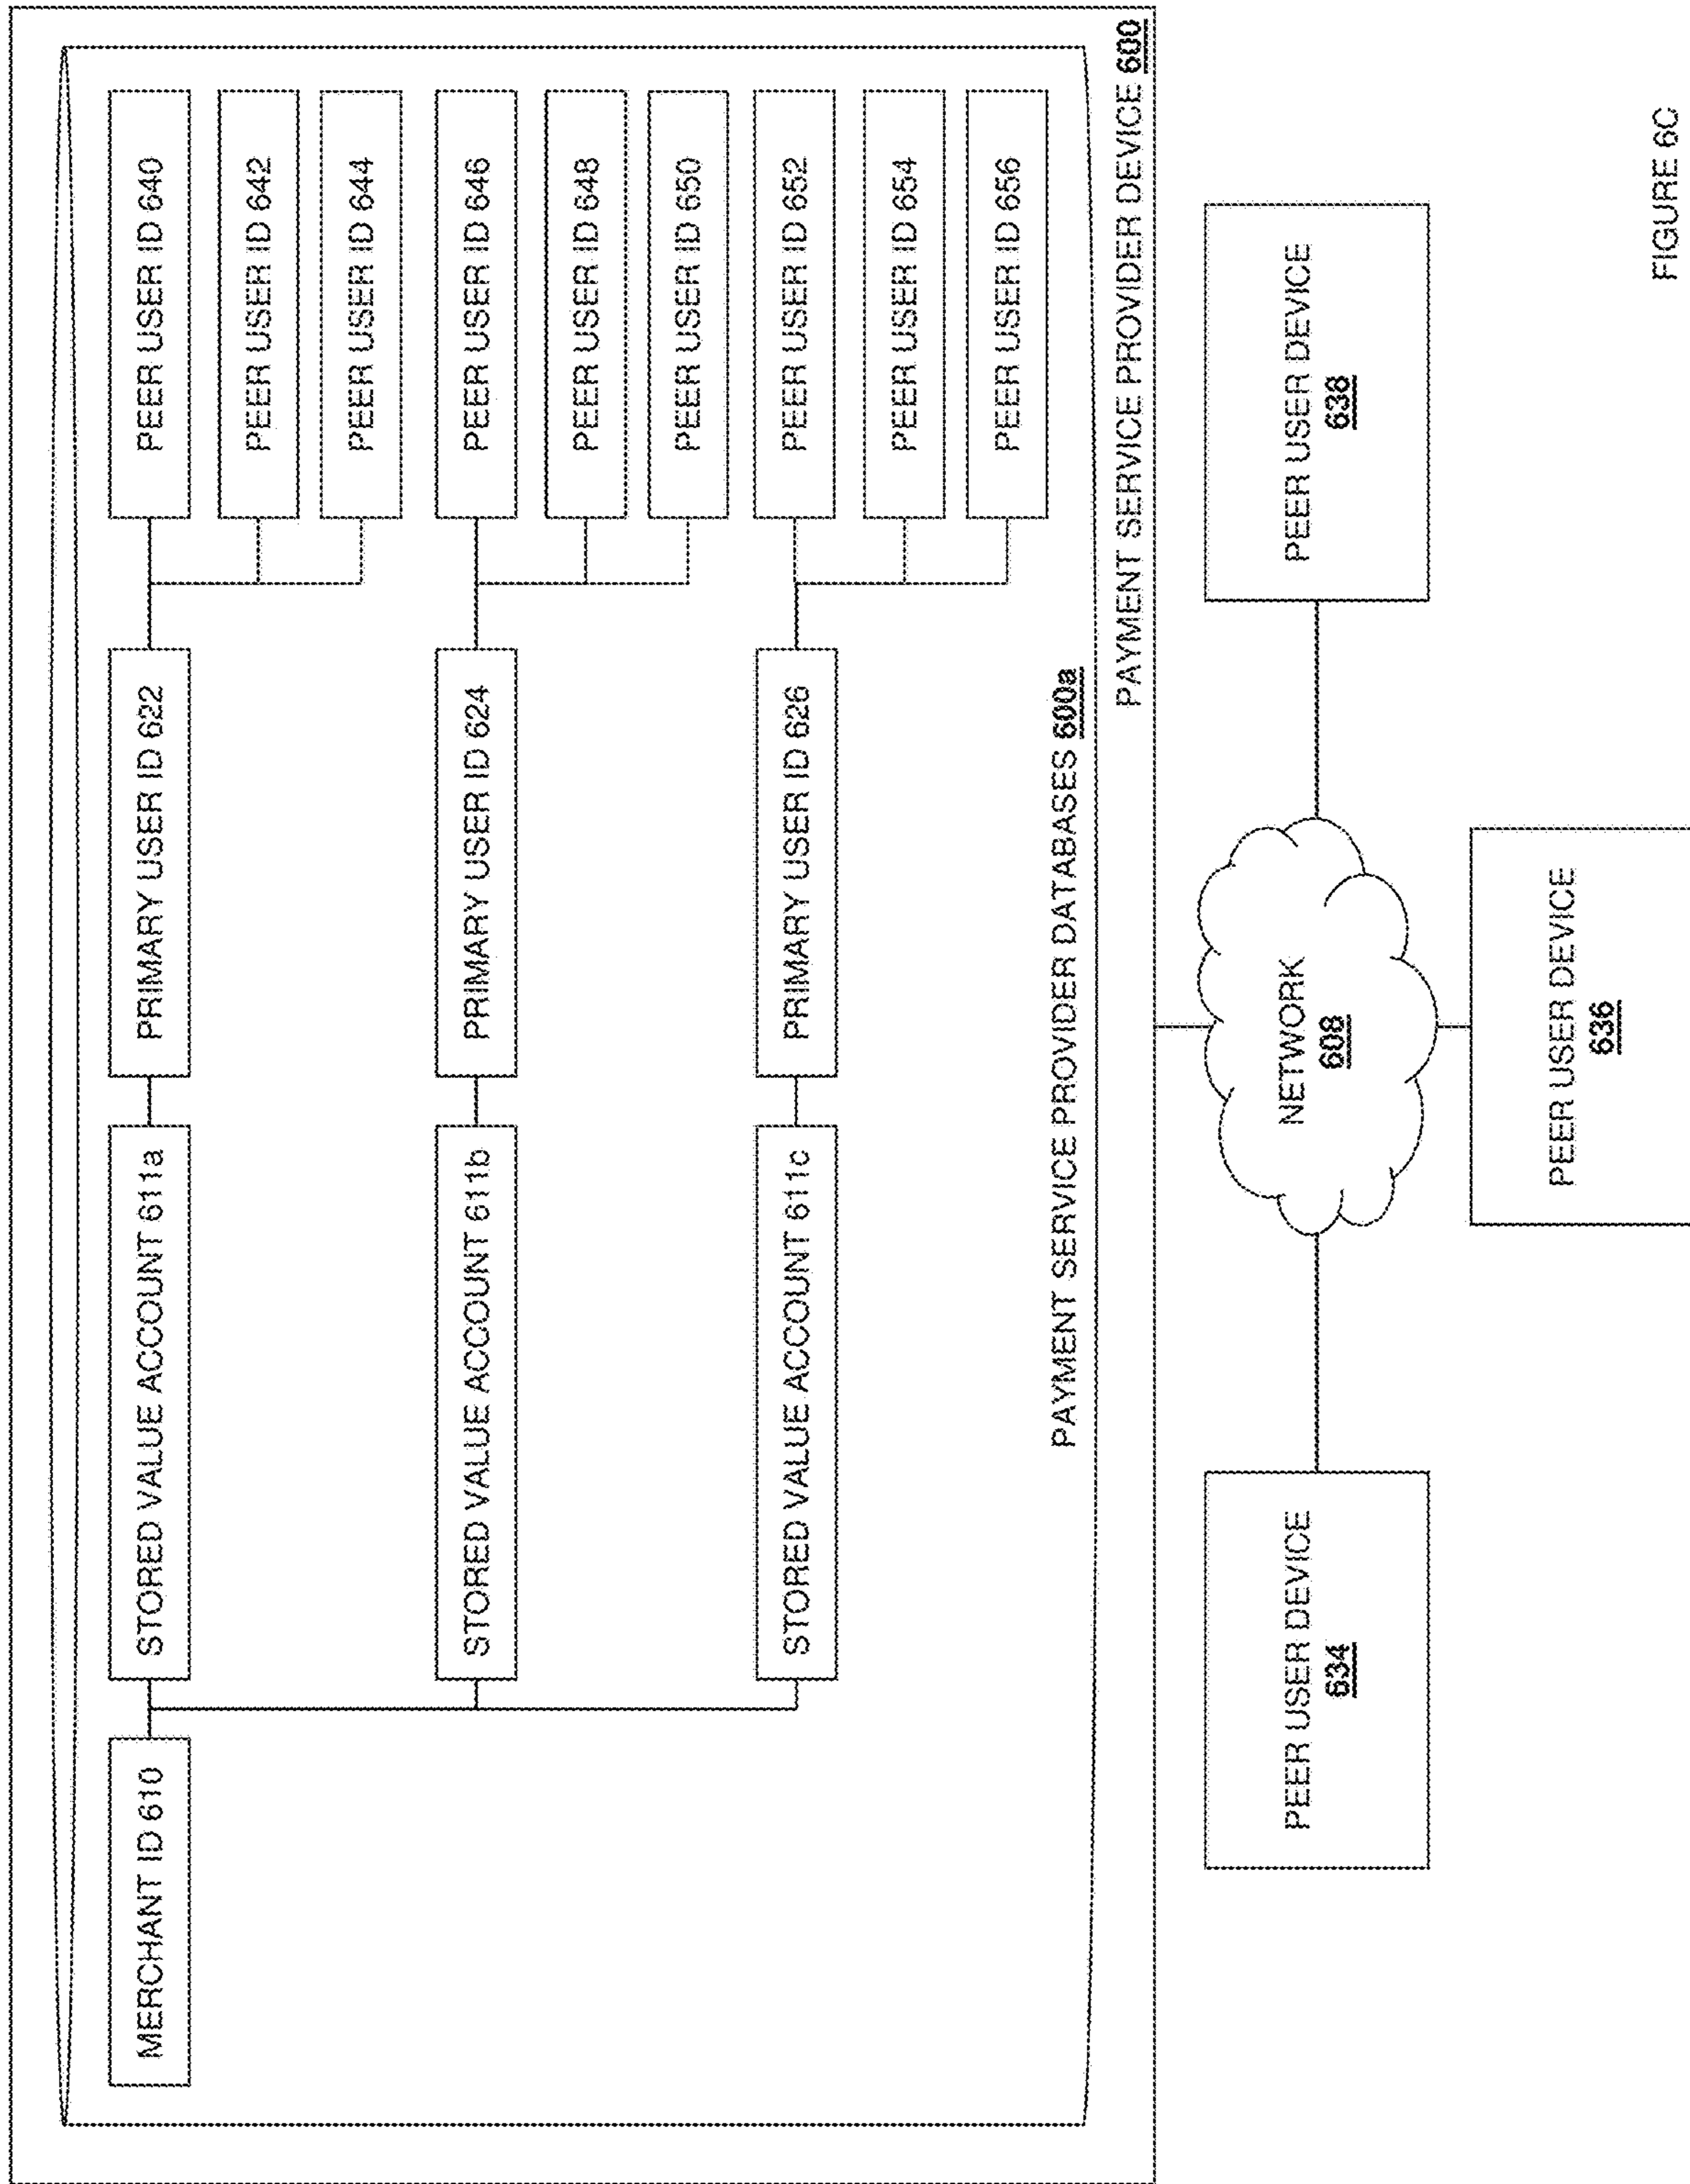 MERCHANT ID 610
STORED VALUE ACCOUNT 611a
PRIMARY USER ID 622
PEER USER ID 640
PEER USER ID 642
PEER USER ID 644
STORED VALUE ACCOUNT 611b
PRIMARY USER ID 624
PEER USER ID 646
PEER USER ID 648
PEER USER ID 650
STORED VALUE ACCOUNT 611c
PRIMARY USER ID 626
PEER USER ID 652
PEER USER ID 654
PEER USER ID 656
PAYMENT SERVICE PROVIDER DATABASES 600a
PAYMENT SERVICE PROVIDER DEVICE 600
PEER USER DEVICE
634
NETWORK
608
PEER USER DEVICE
638
PEER USER DEVICE
636
FIGURE 6C